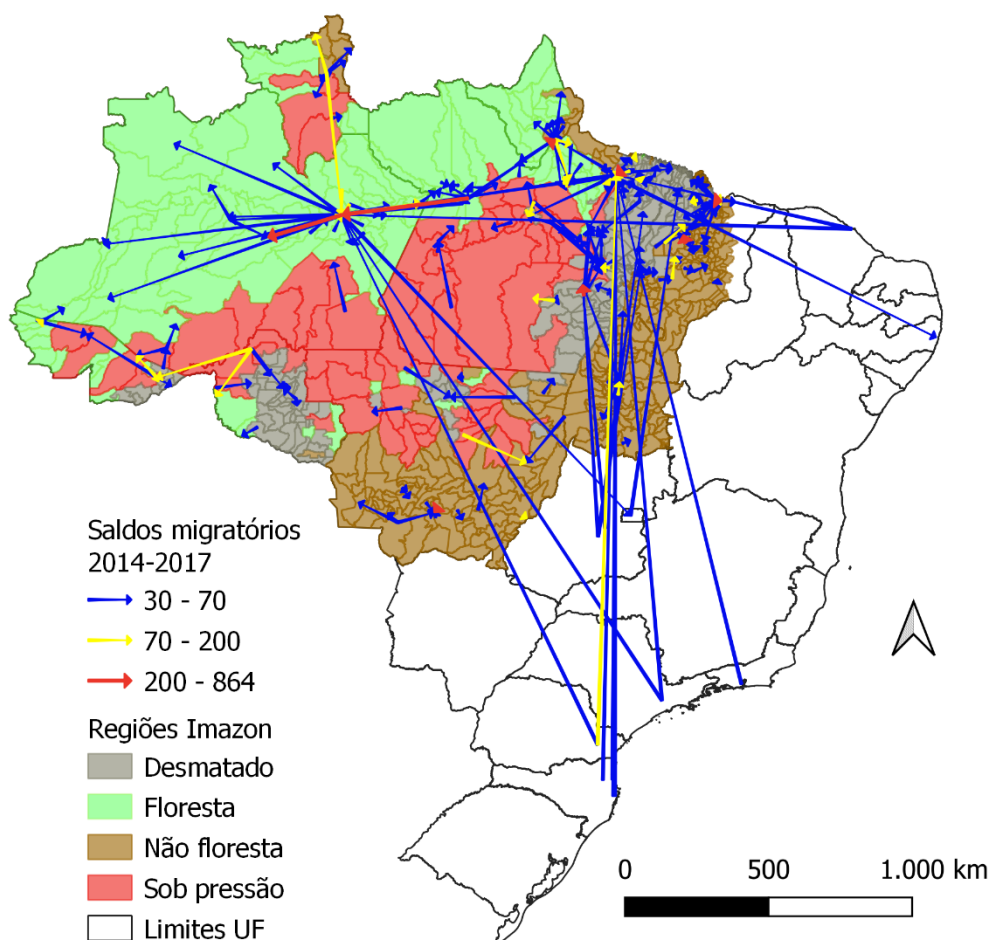 Saldos migratórios
2014-2017
30 - 70
70 - 200
200 - 864
Regiões Imazon
Desmatado
Floresta
Não floresta
Sob pressão
Limites UF
0 500 1.000 km